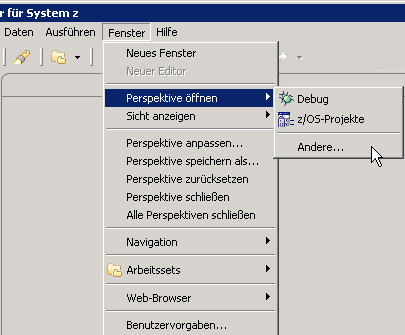 r für System z
Daten Ausführen Fenster Hilfe
Neues Fenster
Neuer Editor
Perspektive öffnen
Sicht anzeigen
Perspektive anpassen...
Perspektive speichern als...
Perspektive zurücksetzen
Perspektive schließen
Alle Perspektiven schließen
Navigation
Arbeitssets
Web-Browser
Benutzervorgaben...
Debug
z/OS-Projekte
Andere...